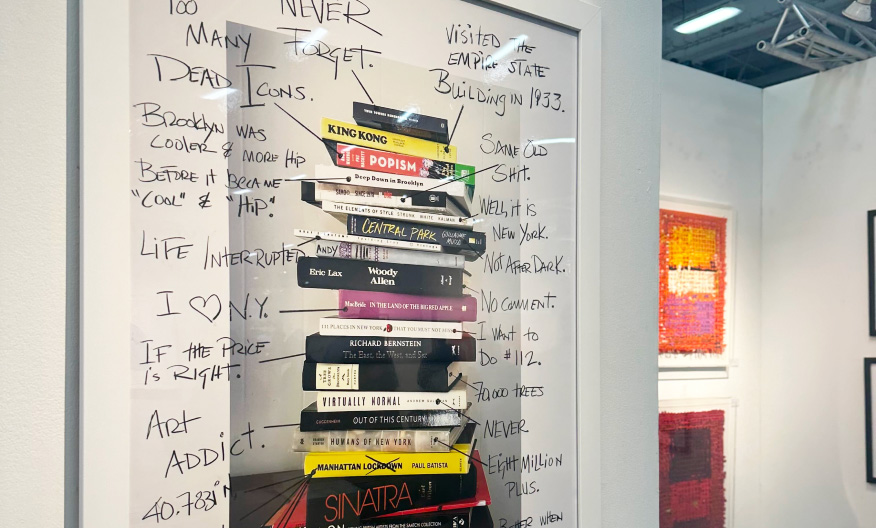 TOO
MANY
DEAD ICONS.
NEVER
FORGET.
VISITED THE
EMPIRE STATE
BUILDING IN 1933.
BROOKLYN WAS
COOLER & MORE HIP
BEFORE IT BECAME
"COOL" & "HIP".
LIFE INTERRUPTED
I ♡ N.Y.
IF THE PRICE
IS RIGHT.
ART
ADDICT.
40.783
KING KONG
POPISM
Deep Down in Brooklyn
SINCE
THE ELEMENTS OF STYLE STRUNK WHITE KALMAN
CENTRAL PARK
ANDY
Eric Lax Woody
Allen
MacBride IN THE LAND OF THE BIG RED APPLE
111 PLACES IN NEW YORK THAT YOU MUST NOT MISS
RICHARD BERNSTEIN
The East, the West, and Sex
VIRTUALLY NORMAL
OUT OF THIS CENTURY
HUMANS OF NEW YORK
MANHATTAN LOCKDOWN PAUL BATISTA
SINATRA
SAME OLD
SHIT.
WELL, IT IS
NEW YORK.
NOT AFTER DARK.
NO COMMENT.
I WANT TO
DO #112.
70,000 TREES
NEVER
EIGHT MILLION
PLUS.
BETTER WHEN